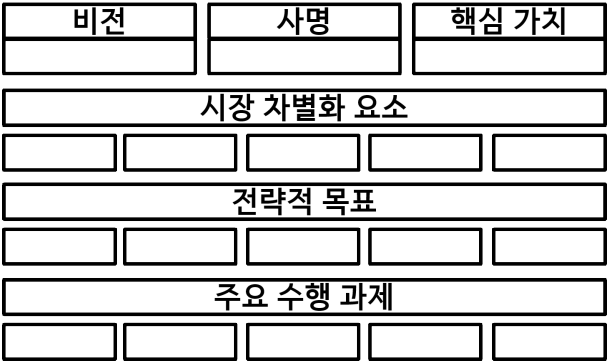 비전
사명
핵심 가치
시장 차별화 요소
전략적 목표
주요 수행 과제